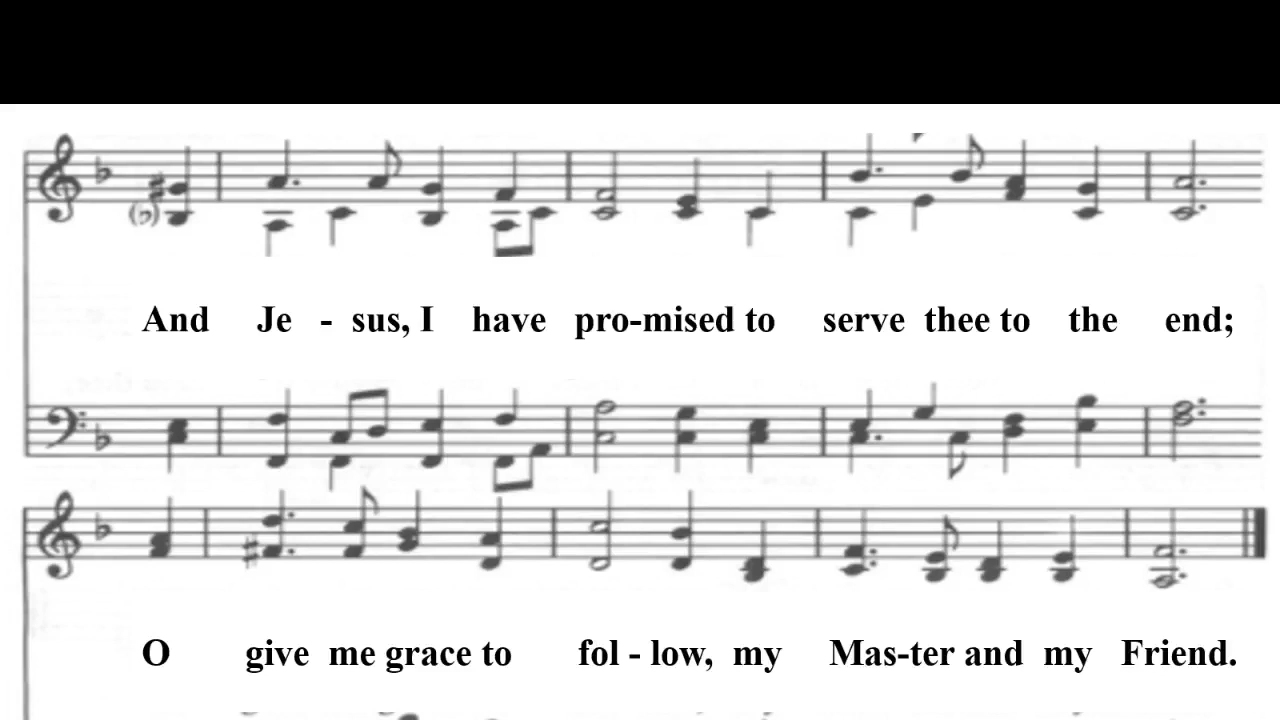 And Je - sus, I have pro-mised to serve thee to the end;
O give me grace to fol - low, my Mas-ter and my Friend.